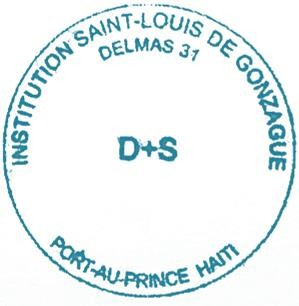 INSTITUTION SAINT-LOUIS DE GONZAGUE
DELMAS 31
D+S
PORT-AU-PRINCE HAITI